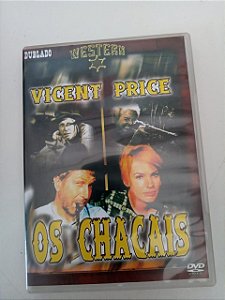 DUBLADO
WESTERN
VICENT PRICE
OS CHACAIS
DVD